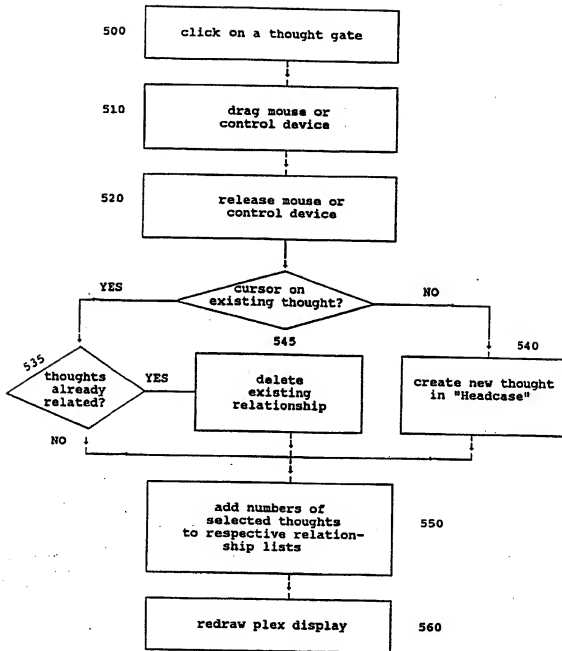 500
click on a thought gate
510
drag mouse or
control device
520
release mouse or
control device
YES
cursor on
existing thought?
NO
535
thoughts
already
related?
YES
NO
545
delete
existing
relationship
540
create new thought
in "Headcase"
add numbers of
selected thoughts
to respective relation-
ship lists
550
redraw plex display
560